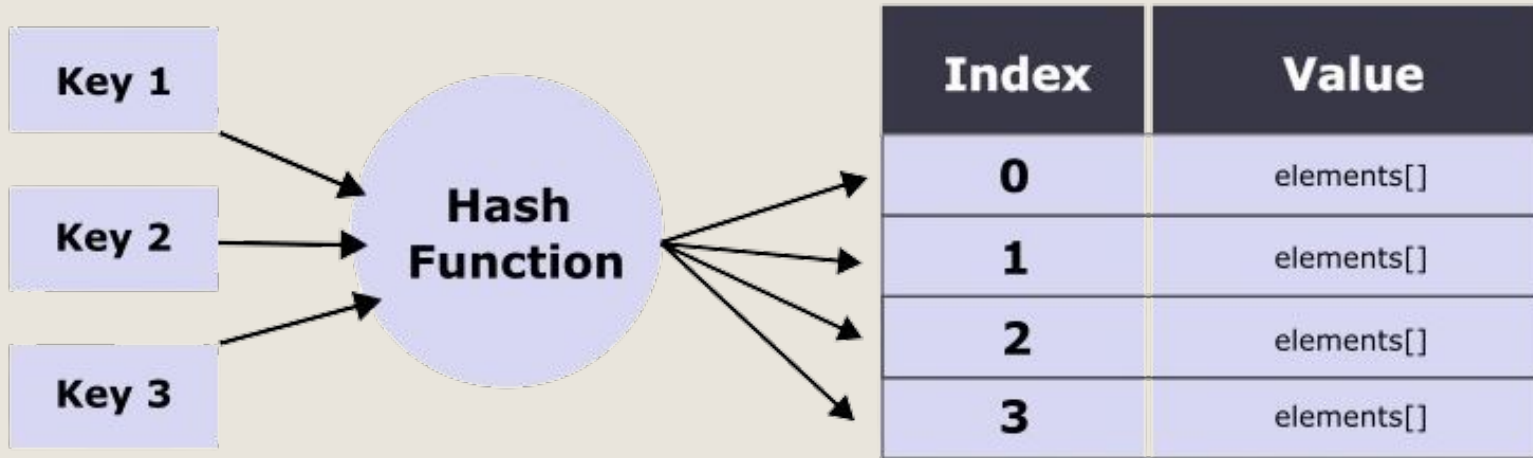 Key 1
Key 2
Key 3
Hash
Function
Index Value
0 elements[]
1 elements[]
2 elements[]
3 elements[]